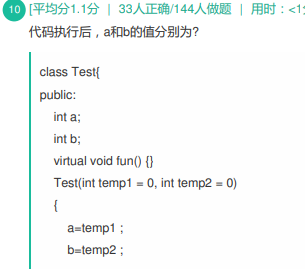 10 [平均分1.1分 | 33人正确/144人做题 | 用时：<1分
代码执行后，a和b的值分别为?
class Test{
public:
int a;
int b;
virtual void fun() {}
Test(int temp1 = 0, int temp2 = 0)
{
a=temp1 ;
b=temp2 ;